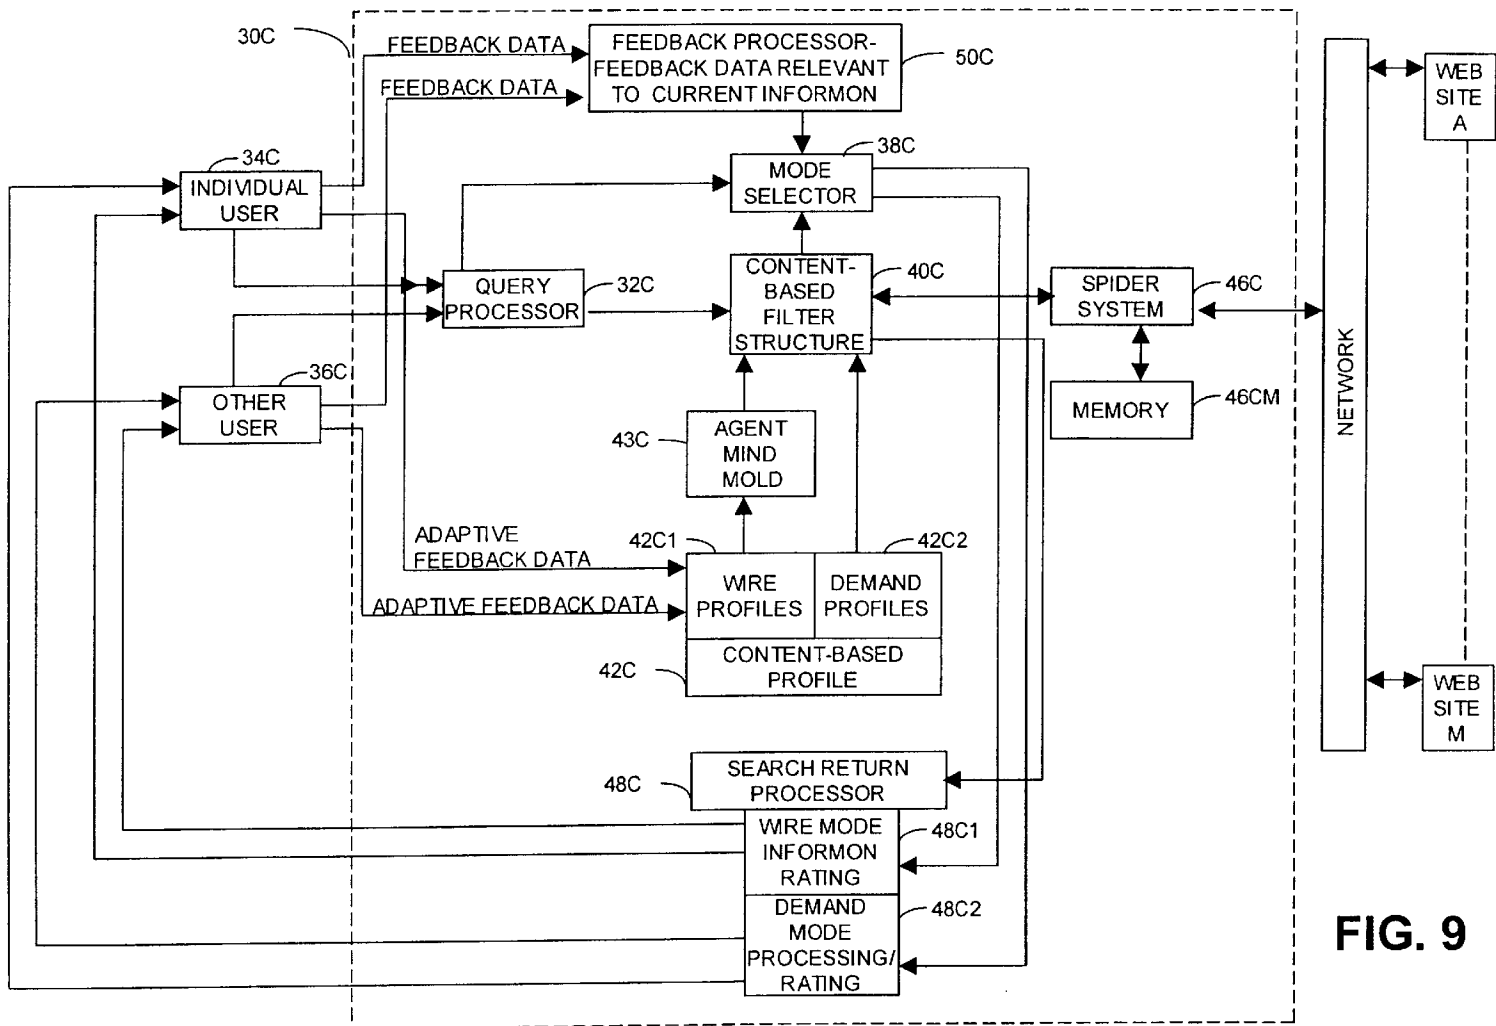 30C
FEEDBACK DATA
FEEDBACK PROCESSOR-
FEEDBACK DATA RELEVANT
TO CURRENT INFORMON
50C
FEEDBACK DATA
WEB
SITE
A
34C
INDIVIDUAL
USER
38C
MODE
SELECTOR
QUERY
PROCESSOR
32C
CONTENT-
BASED
FILTER
STRUCTURE
40C
SPIDER
SYSTEM
46C
NETWORK
36C
OTHER
USER
43C
AGENT
MIND
MOLD
MEMORY
46CM
ADAPTIVE
FEEDBACK DATA
42C1
42C2
WIRE
PROFILES
DEMAND
PROFILES
ADAPTIVE FEEDBACK DATA
42C
CONTENT-BASED
PROFILE
WEB
SITE
M
48C
SEARCH RETURN
PROCESSOR
WIRE MODE
INFORMON
RATING
48C1
DEMAND
MODE
PROCESSING/
RATING
48C2
FIG. 9